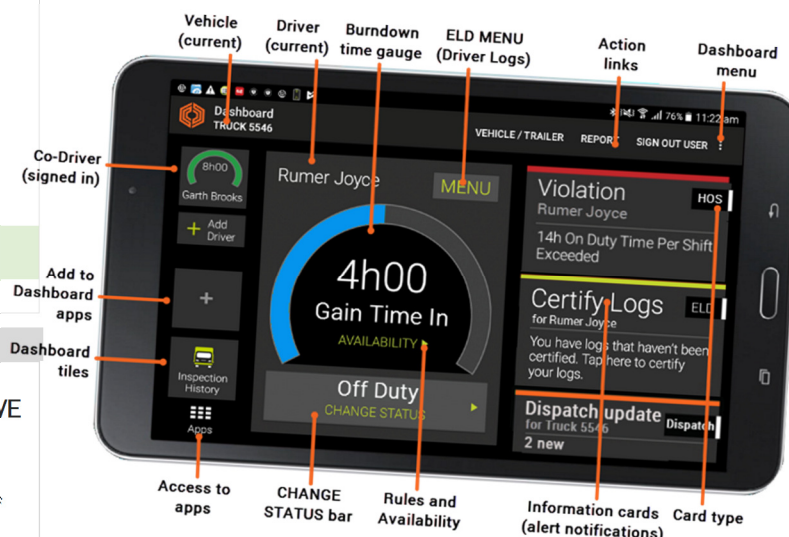 Vehicle
(current)
Driver
(current)
Burndown
time gauge
ELD MENU
(Driver Logs)
Action
links
Dashboard
menu
76% 11:22 am
Dashboard
TRUCK 5546
VEHICLE / TRAILER
REPORT
SIGN OUT USER
Co-Driver
(signed in)
8h00
Garth Brooks
+ Add
Driver
Add to
Dashboard
apps
+
Dashboard
tiles
Inspection
History
Apps
Rumer Joyce
MENU
4h00
Gain Time In
AVAILABILITY
Off Duty
CHANGE STATUS
Violation
HOS
Rumer Joyce
14h On Duty Time Per Shift
Exceeded
Certify Logs
ELD
for Rumer Joyce
You have logs that haven't been
certified. Tap here to certify
your logs.
Dispatch update
Dispatch
for Truck 5546
2 new
VE
Access to
apps
CHANGE
STATUS bar
Rules and
Availability
Information cards
(alert notifications)
Card type